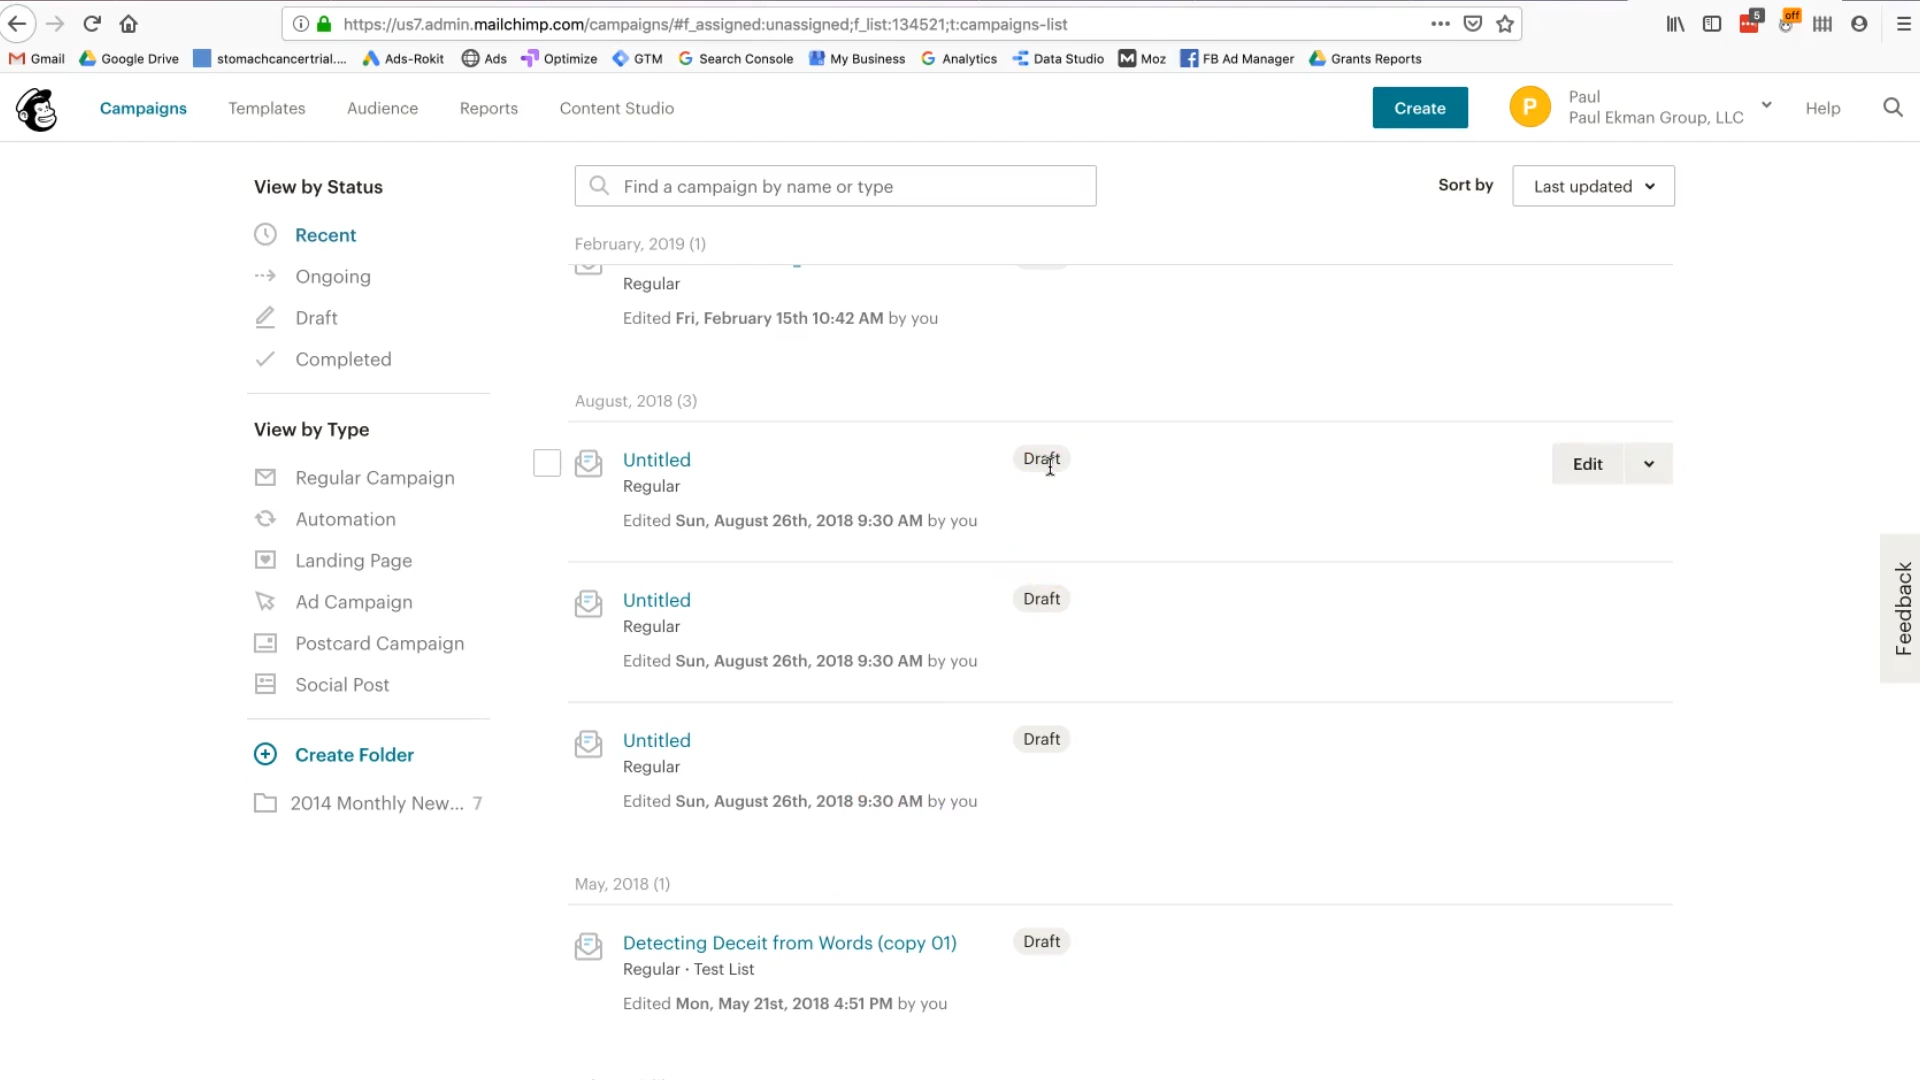 https://us7.admin.mailchimp.com/campaigns/#f_assigned:unassigned;f_list:134521;t:campaigns-list
5
off
Gmail Google Drive stomachcancertrial.... Ads-Rokit Ads Optimize GTM Search Console My Business Analytics Data Studio Moz FB Ad Manager Grants Reports
Campaigns Templates Audience Reports Content Studio Create P Paul Help
Paul Ekman Group, LLC
View by Status
Recent
Ongoing
Draft
Completed
View by Type
Regular Campaign
Automation
Landing Page
Ad Campaign
Postcard Campaign
Social Post
Create Folder
2014 Monthly New... 7
Find a campaign by name or type
Sort by Last updated
February, 2019 (1)
Regular
Edited Fri, February 15th 10:42 AM by you
August, 2018 (3)
Untitled Draft Edit
Regular
Edited Sun, August 26th, 2018 9:30 AM by you
Untitled Draft
Regular
Edited Sun, August 26th, 2018 9:30 AM by you
Untitled Draft
Regular
Edited Sun, August 26th, 2018 9:30 AM by you
May, 2018 (1)
Detecting Deceit from Words (copy 01) Draft
Regular · Test List
Edited Mon, May 21st, 2018 4:51 PM by you
Feedback